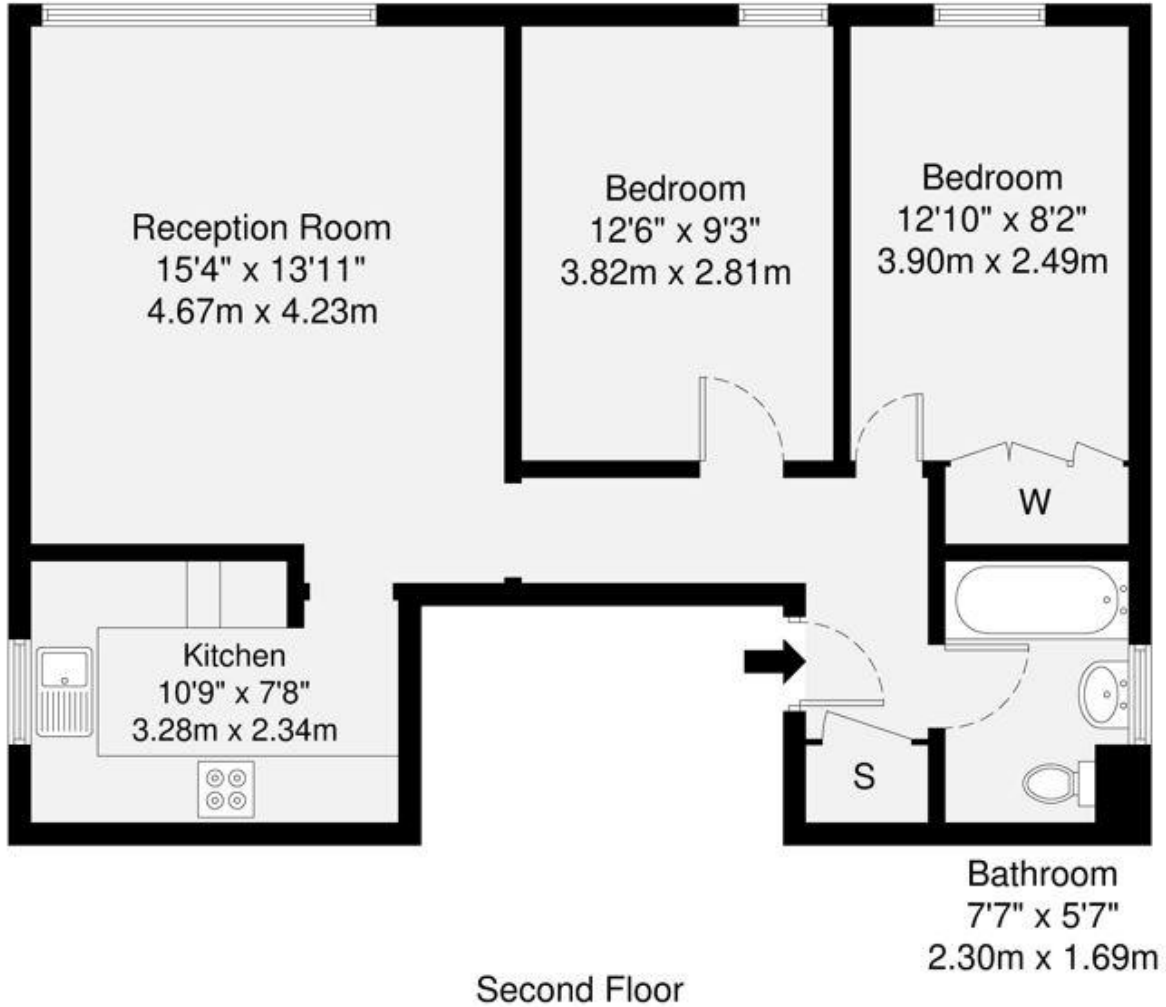 Reception Room
15'4" x 13'11"
4.67m x 4.23m
Bedroom
12'6" x 9'3"
3.82m x 2.81m
Bedroom
12'10" x 8'2"
3.90m x 2.49m
W
Kitchen
10'9" x 7'8"
3.28m x 2.34m
S
Bathroom
7'7" x 5'7"
2.30m x 1.69m
Second Floor